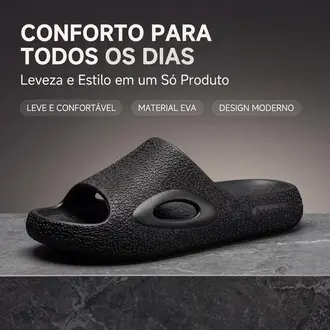 CONFORTO PARA
TODOS OS DIAS
Leveza e Estilo em um Só Produto
LEVE E CONFORTÁVEL
MATERIAL EVA
DESIGN MODERNO